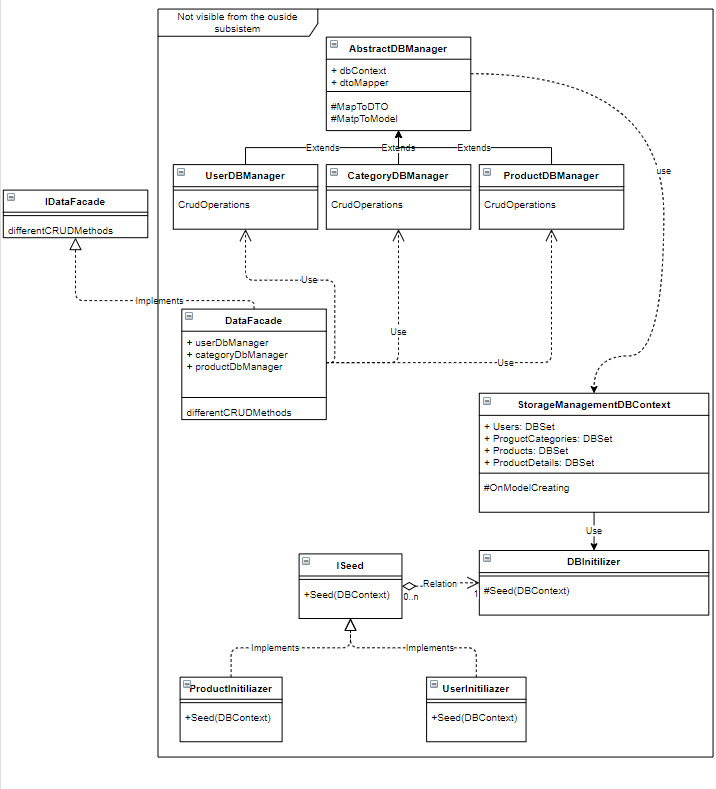 Not visible from the ouside
subsistem
AbstractDBManager
+ dbContext
+ dtoMapper
#MapToDTO
#MatpToModel
Extends
Extends
Extends
use
UserDBManager
CrudOperations
CategoryDBManager
CrudOperations
ProductDBManager
CrudOperations
IDataFacade
differentCRUDMethods
Implements
Use
Use
Use
DataFacade
+ userDbManager
+ categoryDbManager
+ productDbManager
differentCRUDMethods
StorageManagementDBContext
+ Users: DBSet
+ ProguctCategories: DBSet
+ Products: DBSet
+ ProductDetails: DBSet
#OnModelCreating
Use
ISeed
+Seed(DBContext)
Relation
0..n
1
DBInitilizer
#Seed(DBContext)
Implements
Implements
ProductInitiliazer
+Seed(DBContext)
UserInitiliazer
+Seed(DBContext)